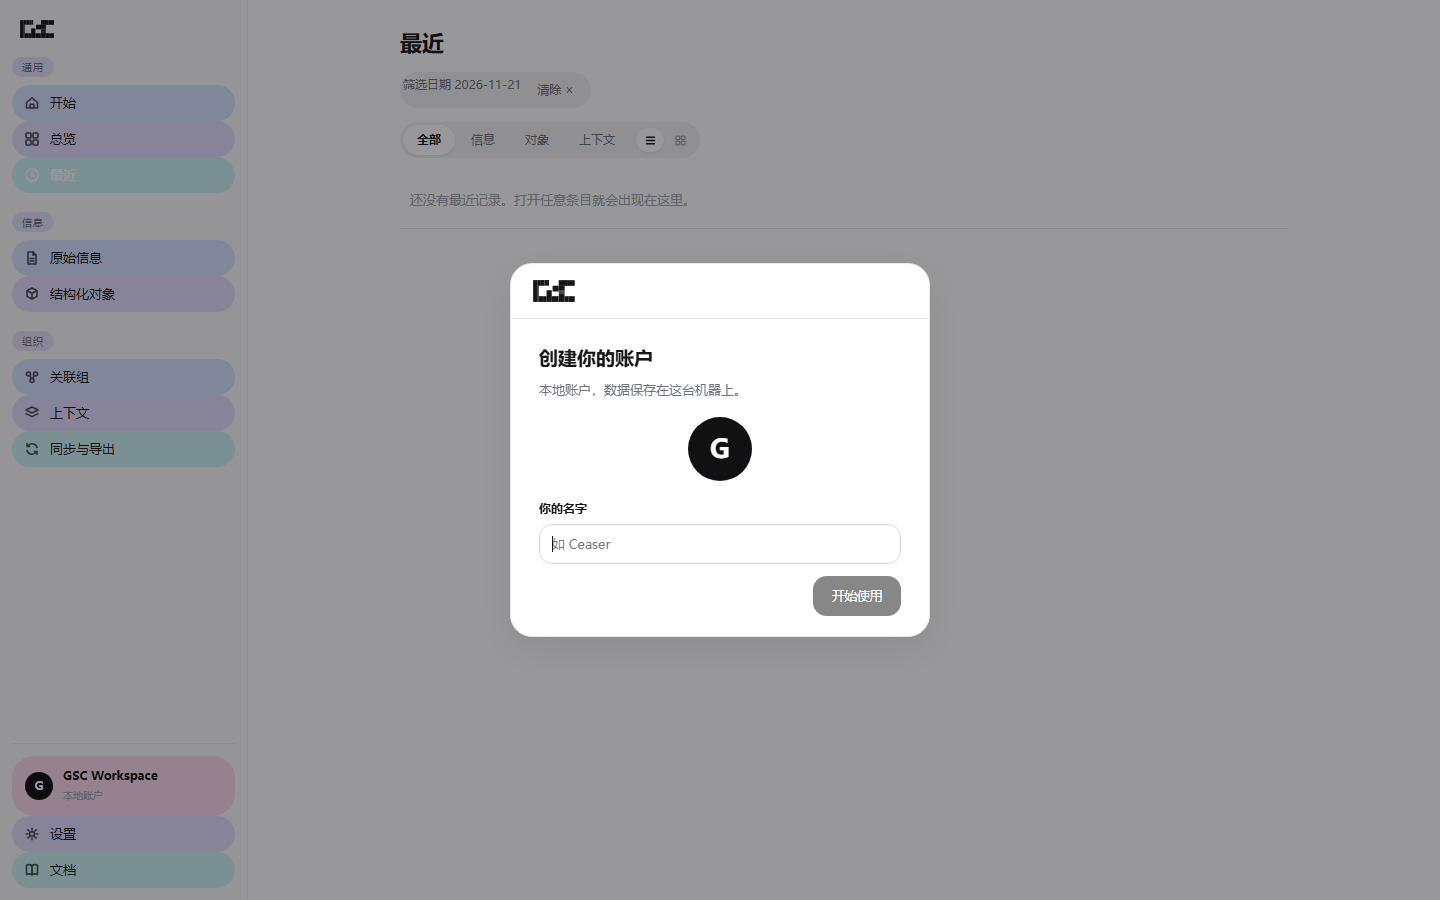 GSC
通用
开始
总览
最近
信息
原始信息
结构化对象
组织
关联组
上下文
同步与导出
G
GSC Workspace
本地账户
设置
文档
最近
筛选日期 2026-11-21 清除 ×
全部 信息 对象 上下文
还没有最近记录。打开任意条目就会出现在这里。
GSC
创建你的账户
本地账户，数据保存在这台机器上。
G
你的名字
如 Ceaser
开始使用